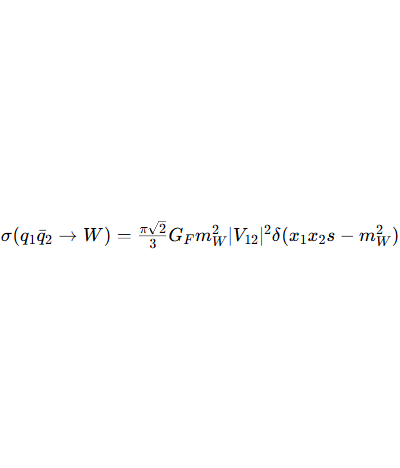 σ(q₁q̄₂ → W) = π√2/3 G_F m_W² |V₁₂|² δ(x₁x₂s − m_W²)